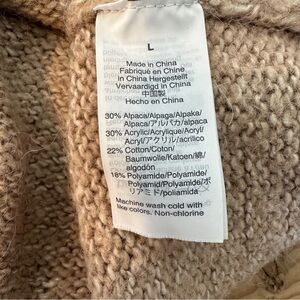 L
Made in China
Fabriqué en Chine
in China Hergestellt
Vervaardigd in China
中国製
Hecho en China
30% Alpaca/Alpaga/Alpaka/
Alpaca/アルパカ/alpaca
30% Acrylic/Acrylique/Acryl/
Acryl/アクリル/acrílico
22% Cotton/Coton/
Baumwolle/Katoen/綿/
algodón
18% Polyamide/Polyamide/
Polyamid/Polyamide/ポ
リアミド/poliamida
Machine wash cold with
like colors. Non-chlorine